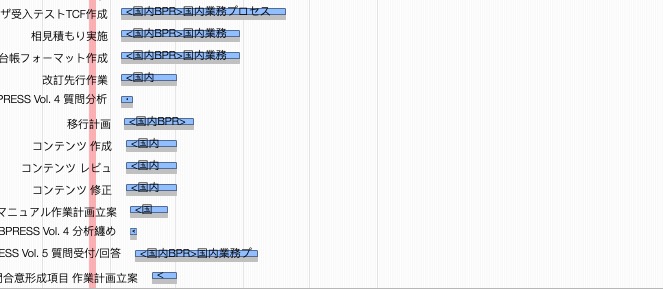 ザ受入テストTCF作成 <国内BPR>国内業務プロセス
相見積もり実施 <国内BPR>国内業務
台帳フォーマット作成 <国内BPR>国内業務
改訂先行作業 <国内
PRESS Vol. 4 質問分析 <
移行計画 <国内BPR>
コンテンツ 作成 <国内
コンテンツ レビュ <国内
コンテンツ 修正 <国内
マニュアル作業計画立案 <国
BPRESS Vol. 4 分析纏め <
ESS Vol. 5 質問受付/回答 <国内BPR>国内業務プ
合意形成項目 作業計画立案 <